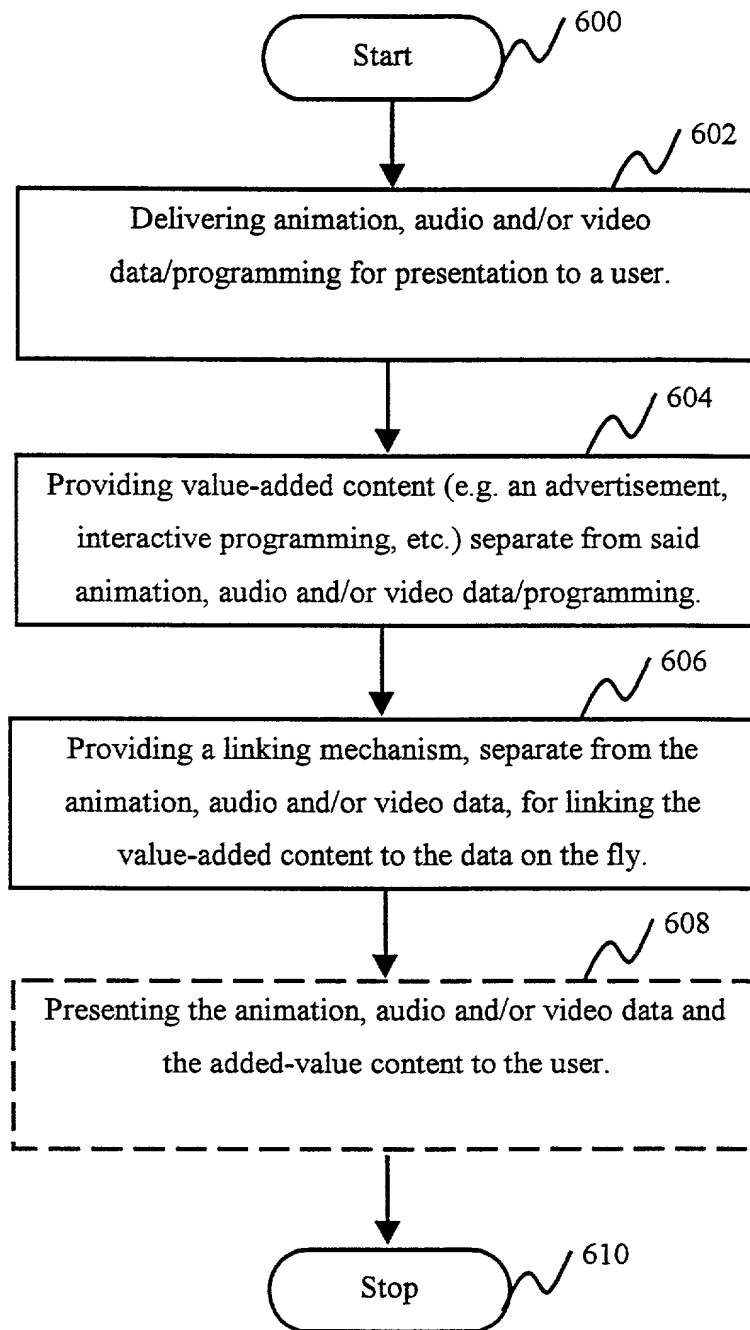 600
Start
602
Delivering animation, audio and/or video
data/programming for presentation to a user.
604
Providing value-added content (e.g. an advertisement,
interactive programming, etc.) separate from said
animation, audio and/or video data/programming.
606
Providing a linking mechanism, separate from the
animation, audio and/or video data, for linking the
value-added content to the data on the fly.
608
Presenting the animation, audio and/or video data and
the added-value content to the user.
610
Stop